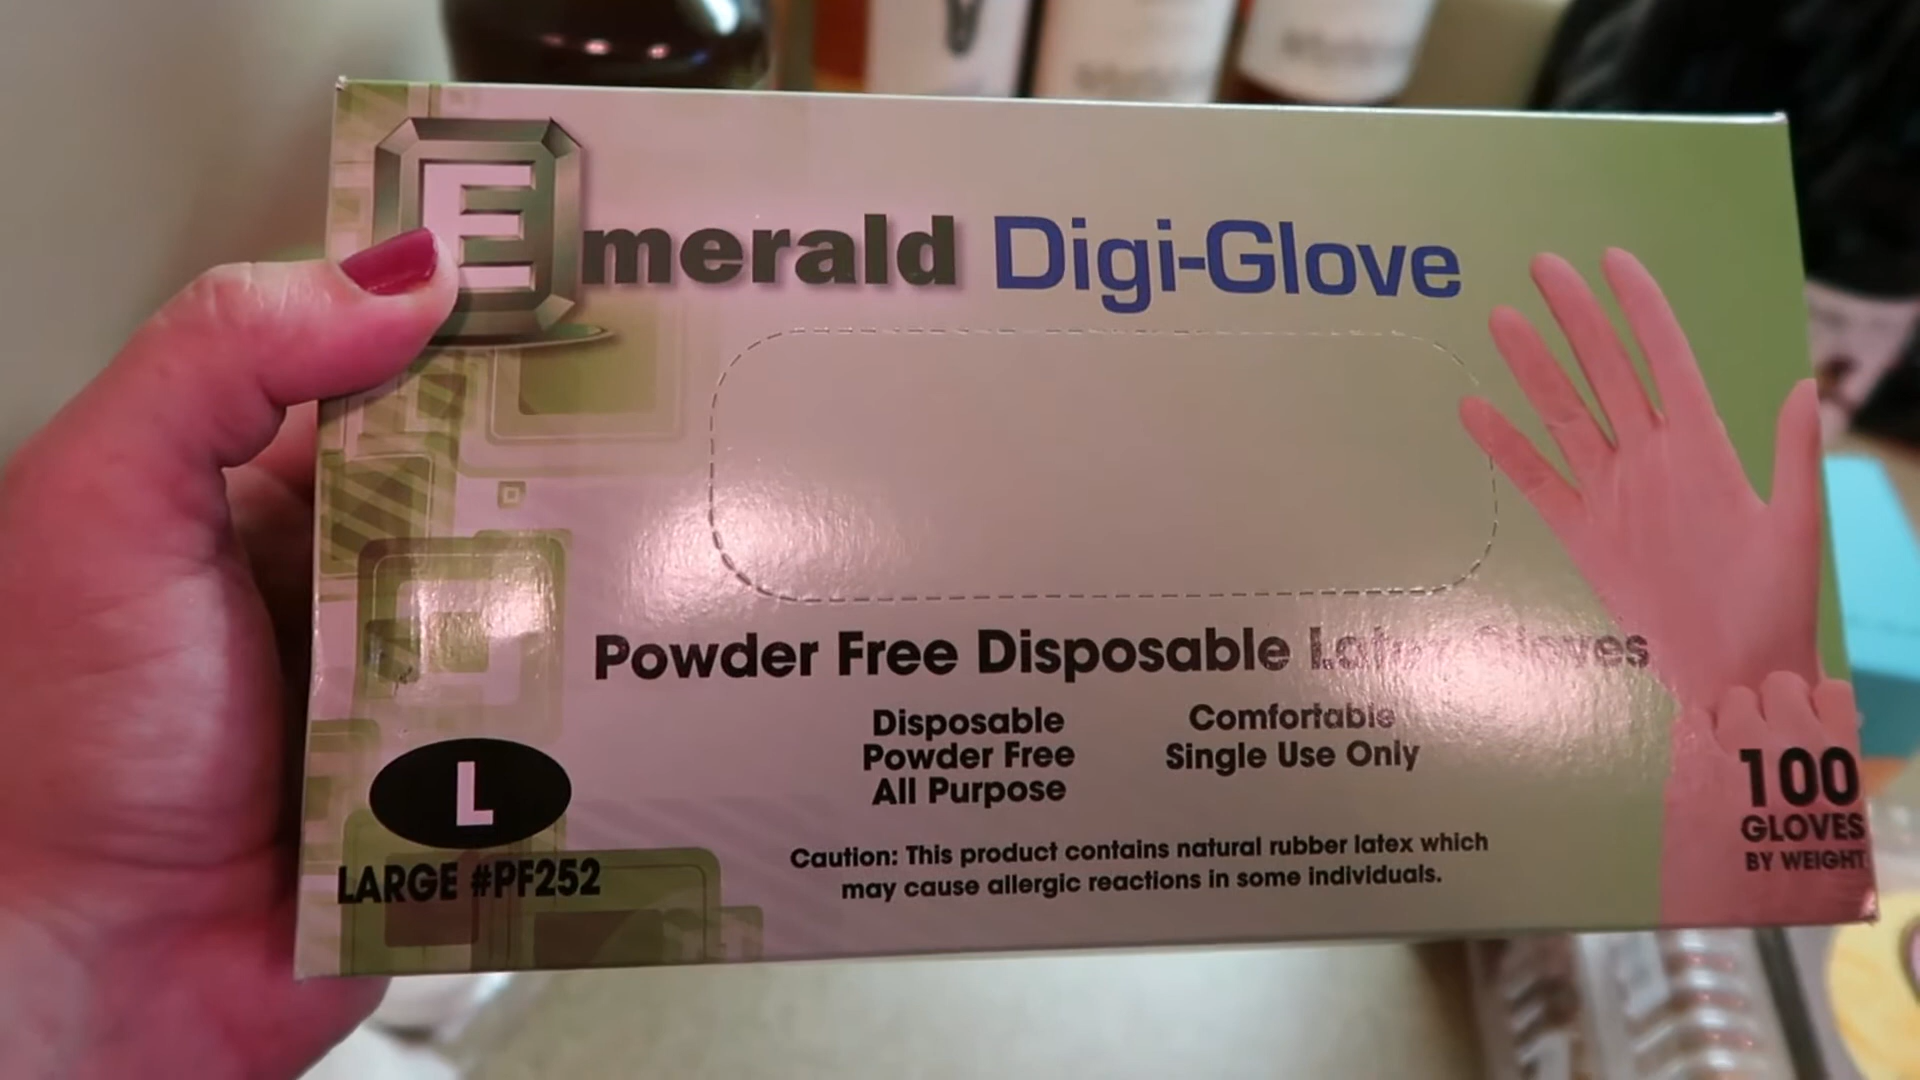 Emerald Digi-Glove
Powder Free Disposable Latex Gloves
Disposable
Powder Free
All Purpose
Comfortable
Single Use Only
Caution: This product contains natural rubber latex which
may cause allergic reactions in some individuals.
L
LARGE #PF252
100
GLOVES
BY WEIGHT